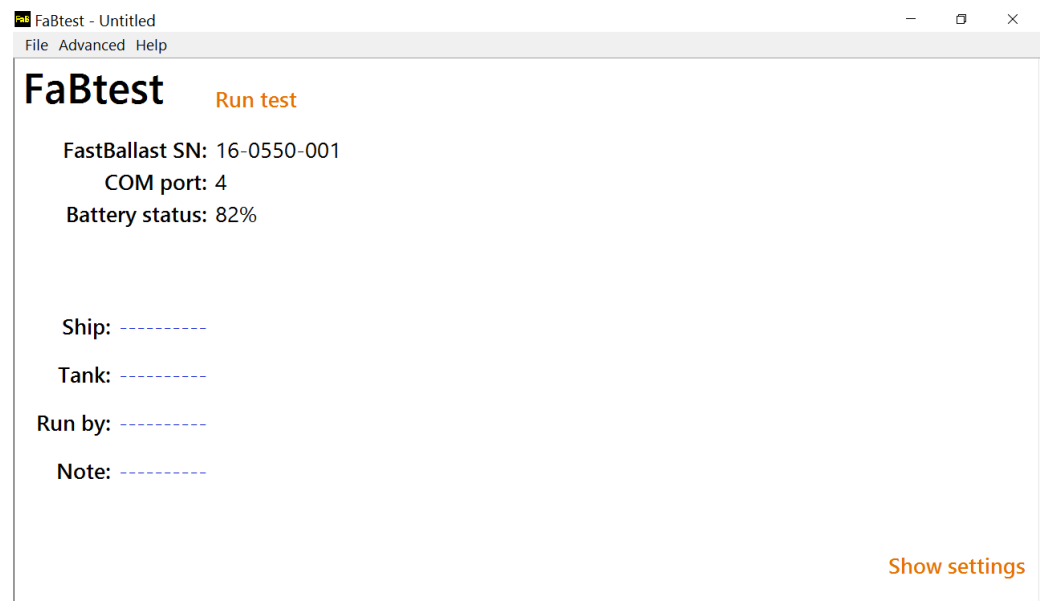 FaB FaBtest - Untitled
File Advanced Help
FaBtest Run test
FastBallast SN: 16-0550-001
COM port: 4
Battery status: 82%
Ship: ----------
Tank: ----------
Run by: ----------
Note: ----------
Show settings